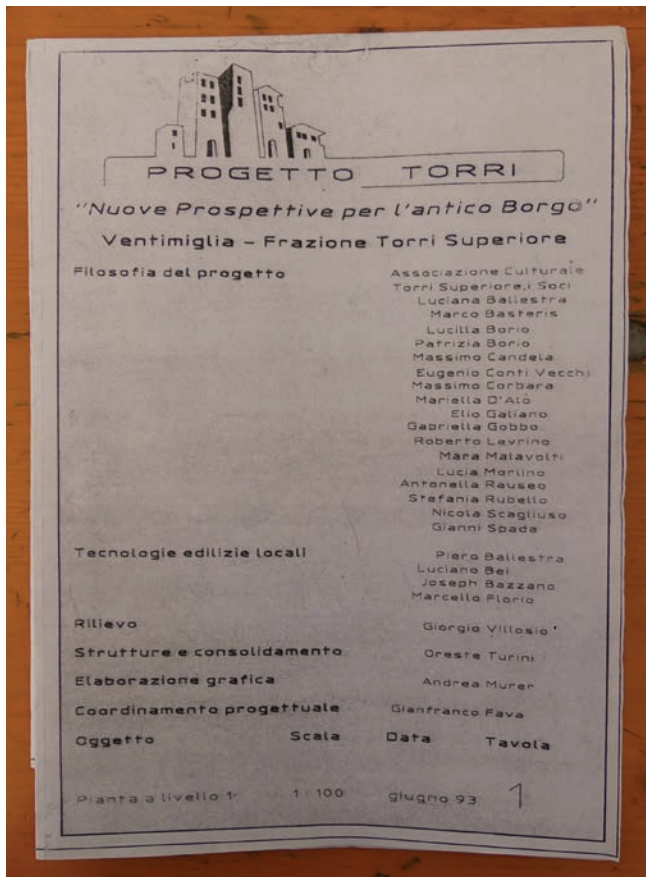 PROGETTO TORRI
"Nuove Prospettive per l'antico Borgo"
Ventimiglia - Frazione Torri Superiore
Filosofia del progetto Associazione Culturale
Torri Superiore,i Soci
Luciana Ballestra
Marco Basteris
Lucilla Borio
Patrizia Borio
Massimo Candela
Eugenio Conti Vecchi
Massimo Corbara
Mariella D'Alò
Elio Galiano
Gabriella Gobbo
Roberto Levrino
Mara Malavolti
Lucia Morlino
Antonella Rauseo
Stefania Rubello
Nicola Scagliuso
Gianni Spada
Tecnologie edilizie locali Piero Ballestra
Luciano Bei
Joseph Bazzano
Marcello Florio
Rilievo Giorgio Villosio
Strutture e consolidamento Oreste Turini
Elaborazione grafica Andrea Murer
Coordinamento progettuale Gianfranco Fava
Oggetto Scala Data Tavola
Pianta a livello 1 1:100 giugno 93 1